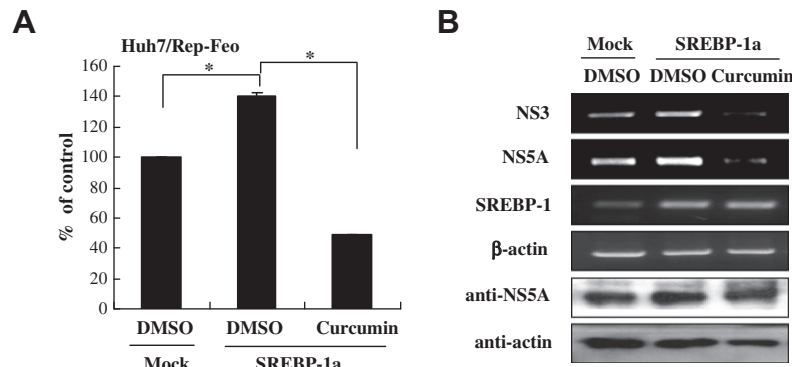 A
Huh7/Rep-Feo
% of control
160
140
120
100
80
60
40
20
0
*
*
DMSO DMSO Curcumin
Mock SREBP-1a
B
Mock SREBP-1a
DMSO DMSO Curcumin
NS3
NS5A
SREBP-1
β-actin
anti-NS5A
anti-actin